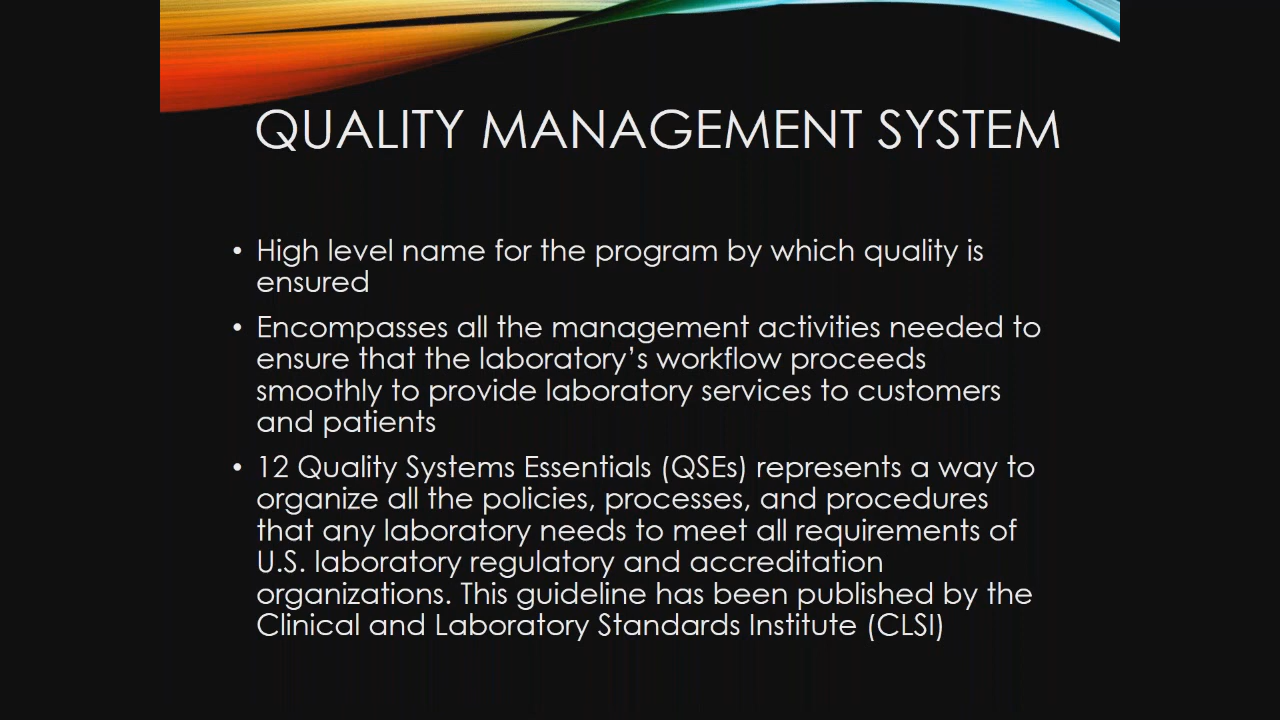 QUALITY MANAGEMENT SYSTEM
• High level name for the program by which quality is
ensured
• Encompasses all the management activities needed to
ensure that the laboratory’s workflow proceeds
smoothly to provide laboratory services to customers
and patients
• 12 Quality Systems Essentials (QSEs) represents a way to
organize all the policies, processes, and procedures
that any laboratory needs to meet all requirements of
U.S. laboratory regulatory and accreditation
organizations. This guideline has been published by the
Clinical and Laboratory Standards Institute (CLSI)